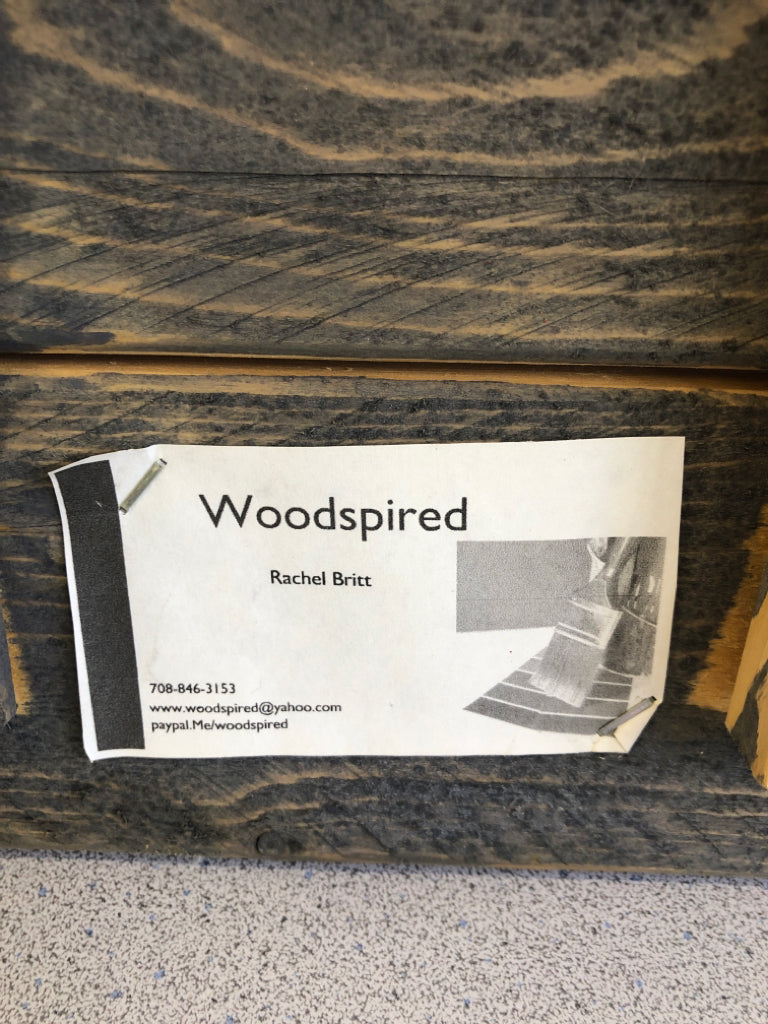 Woodspired
Rachel Britt
708-846-3153
www.woodspired@yahoo.com
paypal.Me/woodspired